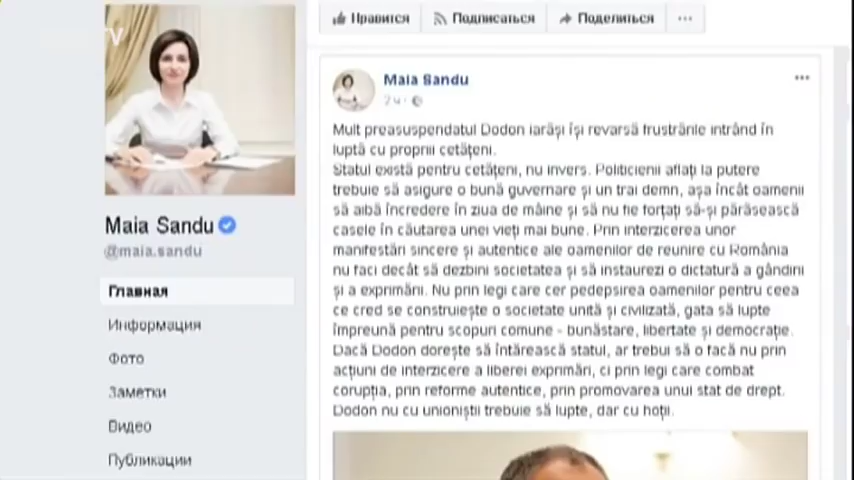 TV
Нравится
Подписаться
Поделиться
Maia Sandu
2 ч
Mult preasuspendatul Dodon iarăși își revarsă frustrările intrând în
luptă cu propriii cetățeni.
Statul există pentru cetățeni, nu invers. Politicienii aflați la putere
trebuie să asigure o bună guvernare și un trai demn, așa încât oamenii
să aibă încredere în ziua de mâine și să nu fie forțați să-și părăsească
casele în căutarea unei vieți mai bune. Prin interzicerea unor
manifestări sincere și autentice ale oamenilor de reunire cu România
nu faci decât să dezbini societatea și să instaurezi o dictatură a gândirii
și a exprimării. Nu prin legi care cer pedepsirea oamenilor pentru ceea
ce cred se construiește o societate unită și civilizată, gata să lupte
împreună pentru scopuri comune - bunăstare, libertate și democrație.
Dacă Dodon dorește să întărească statul, ar trebui să o facă nu prin
acțiuni de interzicere a liberei exprimări, ci prin legi care combat
corupția, prin reforme autentice, prin promovarea unui stat de drept.
Dodon nu cu unioniștii trebuie să lupte, dar cu hoții.
Maia Sandu
@maia.sandu
Главная
Информация
Фото
Заметки
Видео
Публикации